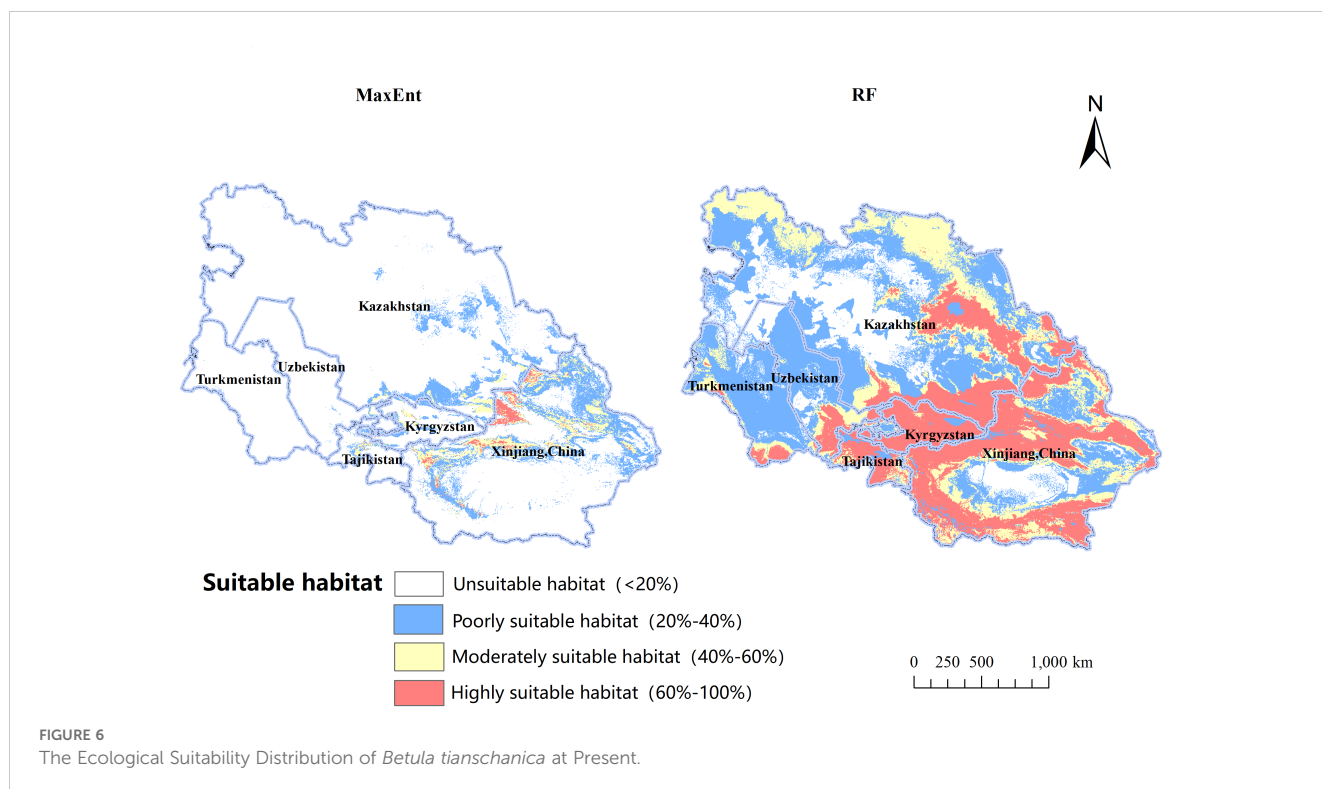 MaxEnt
RF
N
Kazakhstan
Uzbekistan
Turkmenistan
Kyrgyzstan
Tajikistan
Xinjiang,China
Kazakhstan
Uzbekistan
Turkmenistan
Kyrgyzstan
Tajikistan
Xinjiang,China
Suitable habitat
Unsuitable habitat（<20%）
Poorly suitable habitat（20%-40%）
Moderately suitable habitat（40%-60%）
Highly suitable habitat（60%-100%）
0 250 500 1,000 km
FIGURE 6
The Ecological Suitability Distribution of Betula tianschanica at Present.